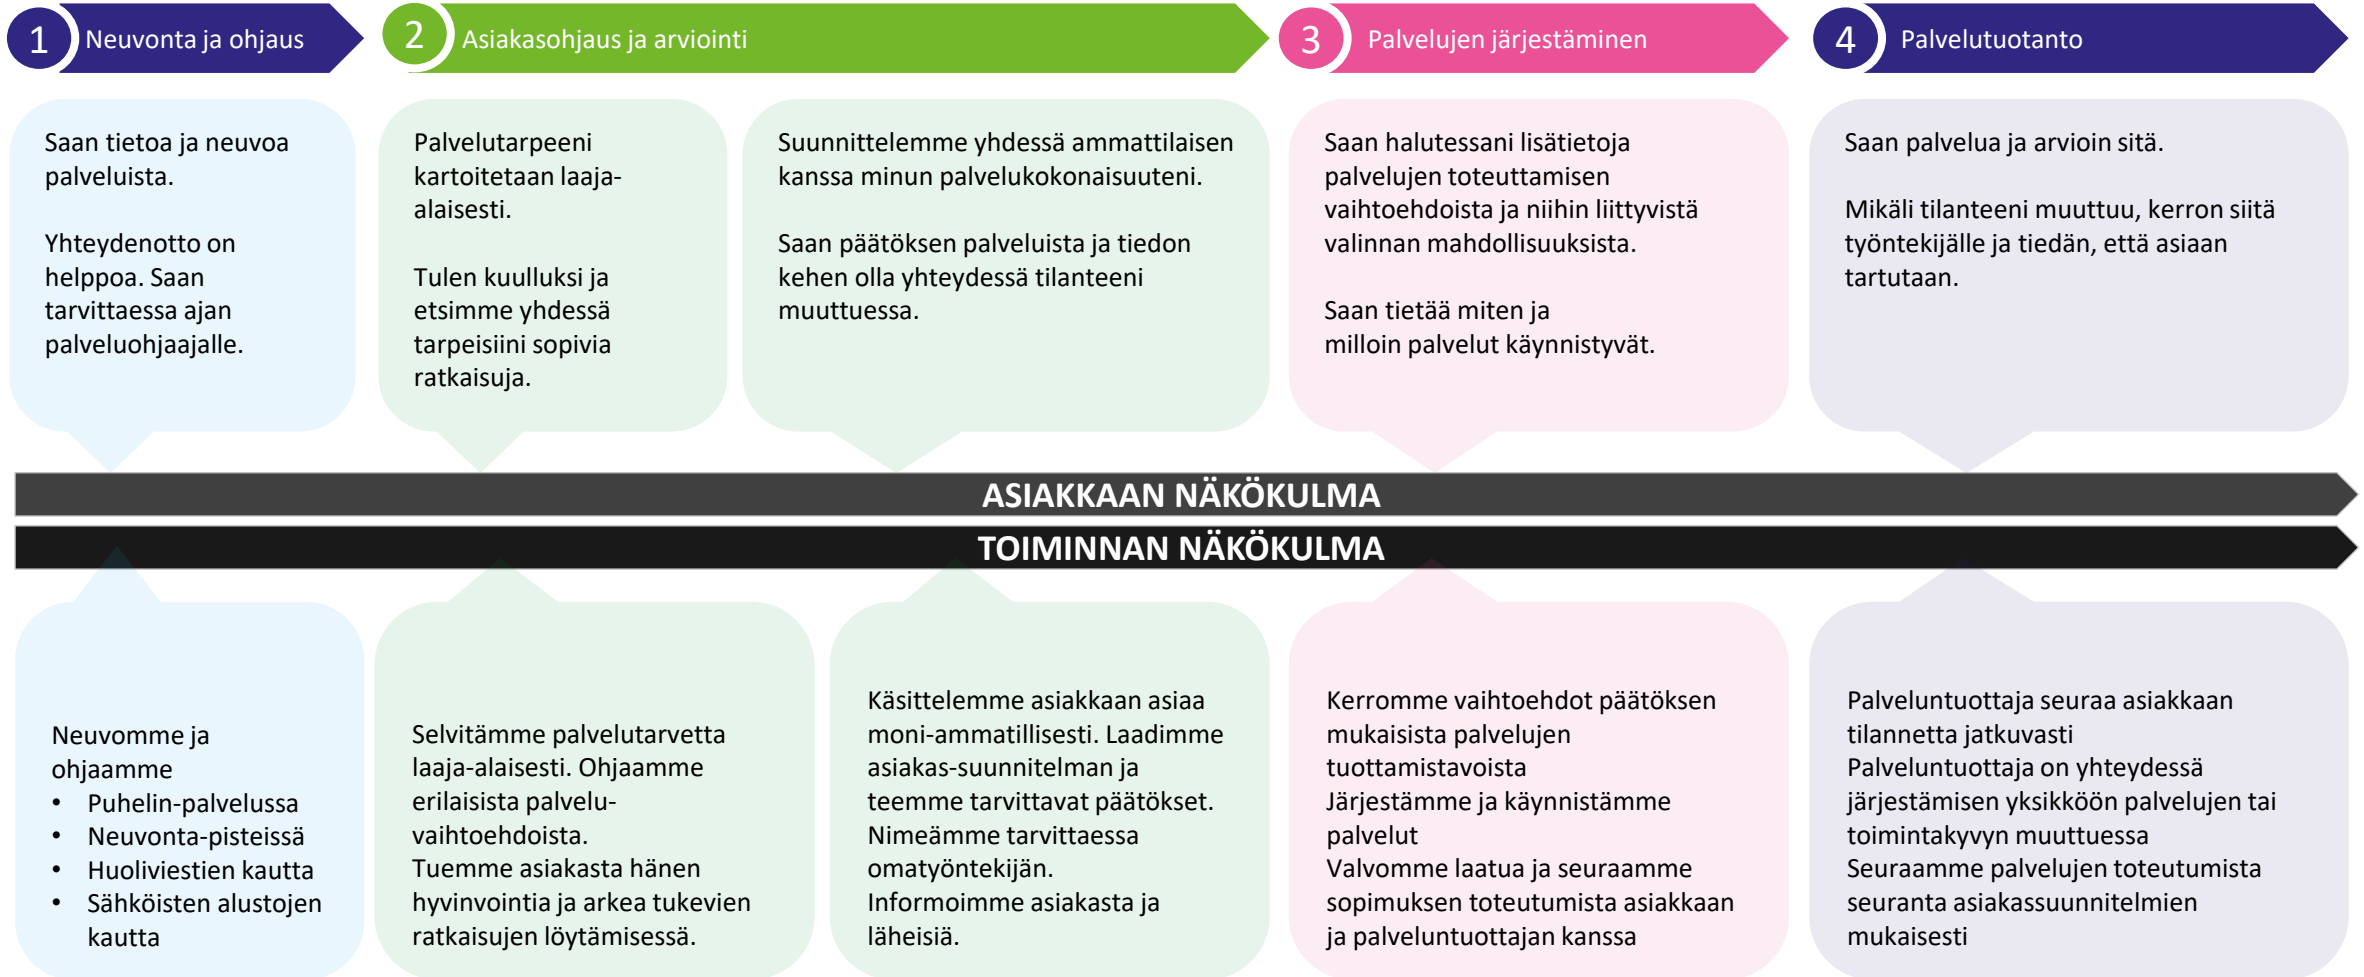 1 Neuvonta ja ohjaus
2 Asiakasohjaus ja arviointi
3 Palvelujen järjestäminen
4 Palvelutuotanto
Saan tietoa ja neuvoa
palveluista.
Yhteydenotto on
helppoa. Saan
tarvittaessa ajan
palveluohjaajalle.
Palvelutarpeeni
kartoitetaan laaja-
alaisesti.
Tulen kuulluksi ja
etsimme yhdessä
tarpeisiini sopivia
ratkaisuja.
Suunnittelemme yhdessä ammattilaisen
kanssa minun palvelukokonaisuuteni.
Saan päätöksen palveluista ja tiedon
kehen olla yhteydessä tilanteeni
muuttuessa.
Saan halutessani lisätietoja
palvelujen toteuttamisen
vaihtoehdoista ja niihin liittyvistä
valinnan mahdollisuuksista.
Saan tietää miten ja
milloin palvelut käynnistyvät.
Saan palvelua ja arvioin sitä.
Mikäli tilanteeni muuttuu, kerron siitä
työntekijälle ja tiedän, että asiaan
tartutaan.
ASIAKKAAN NÄKÖKULMA
TOIMINNAN NÄKÖKULMA
Neuvomme ja
ohjaamme
• Puhelin-palvelussa
• Neuvonta-pisteissä
• Huoliviestien kautta
• Sähköisten alustojen
kautta
Selvitämme palvelutarvetta
laaja-alaisesti. Ohjaamme
erilaisista palvelu-
vaihtoehdoista.
Tuemme asiakasta hänen
hyvinvointia ja arkea tukevien
ratkaisujen löytämisessä.
Käsittelemme asiakkaan asiaa
moni-ammatillisesti. Laadimme
asiakas-suunnitelman ja
teemme tarvittavat päätökset.
Nimeämme tarvittaessa
omatyöntekijän.
Informoimme asiakasta ja
läheisiä.
Kerromme vaihtoehdot päätöksen
mukaisista palvelujen
tuottamistavoista
Järjestämme ja käynnistämme
palvelut
Valvomme laatua ja seuraamme
sopimuksen toteutumista asiakkaan
ja palveluntuottajan kanssa
Palveluntuottaja seuraa asiakkaan
tilannetta jatkuvasti
Palveluntuottaja on yhteydessä
järjestämisen yksikköön palvelujen tai
toimintakyvyn muuttuessa
Seuraamme palvelujen toteutumista
seuranta asiakassuunnitelmien
mukaisesti